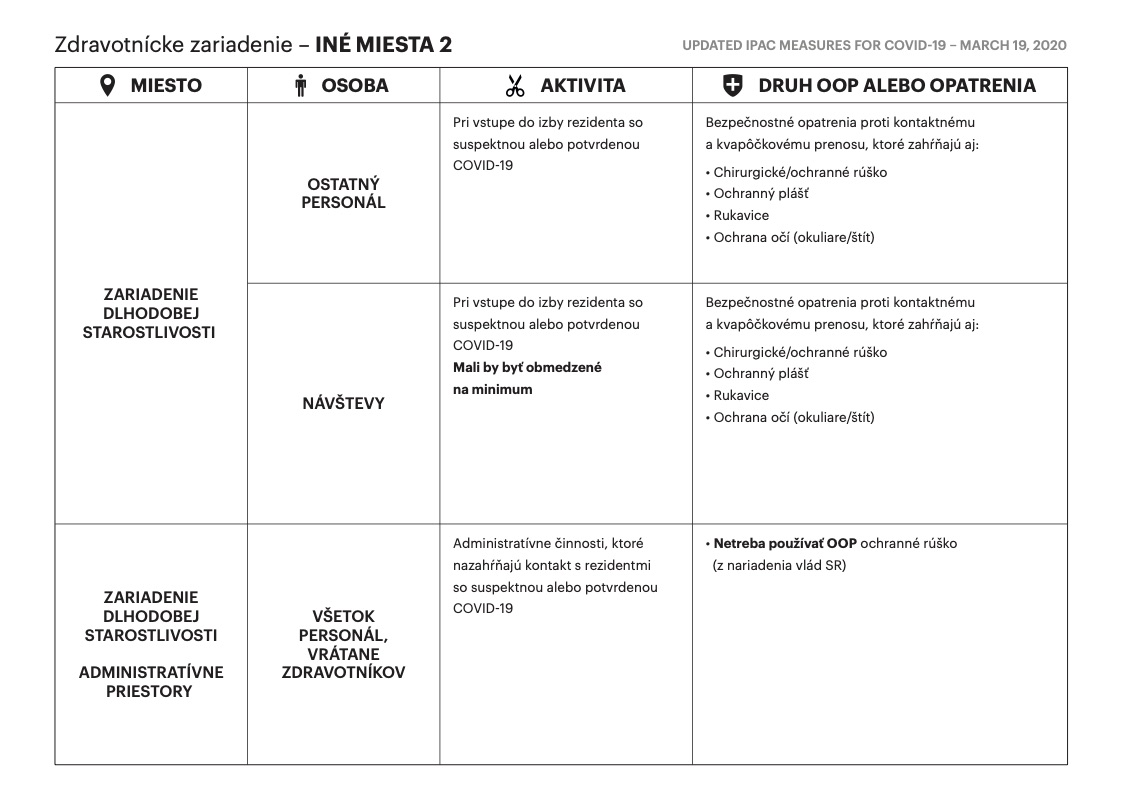 Zdravotnícke zariadenie – INÉ MIESTA 2
UPDATED IPAC MEASURES FOR COVID-19 – MARCH 19, 2020
MIESTO
OSOBA
AKTIVITA
DRUH OOP ALEBO OPATRENIA
ZARIADENIE
DLHODOBEJ
STAROSTLIVOSTI
OSTATNÝ
PERSONÁL
Pri vstupe do izby rezidenta so
suspektnou alebo potvrdenou
COVID-19
Bezpečnostné opatrenia proti kontaktnému
a kvapôčkovému prenosu, ktoré zahŕňajú aj:
• Chirurgické/ochranné rúško
• Ochranný plášť
• Rukavice
• Ochrana očí (okuliare/štít)
NÁVŠTEVY
Pri vstupe do izby rezidenta so
suspektnou alebo potvrdenou
COVID-19
Mali by byť obmedzené
na minimum
Bezpečnostné opatrenia proti kontaktnému
a kvapôčkovému prenosu, ktoré zahŕňajú aj:
• Chirurgické/ochranné rúško
• Ochranný plášť
• Rukavice
• Ochrana očí (okuliare/štít)
ZARIADENIE
DLHODOBEJ
STAROSTLIVOSTI
ADMINISTRATÍVNE
PRIESTORY
VŠETOK
PERSONÁL,
VRÁTANE
ZDRAVOTNÍKOV
Administratívne činnosti, ktoré
nazahŕňajú kontakt s rezidentmi
so suspektnou alebo potvrdenou
COVID-19
• Netreba používať OOP ochranné rúško
(z nariadenia vlád SR)